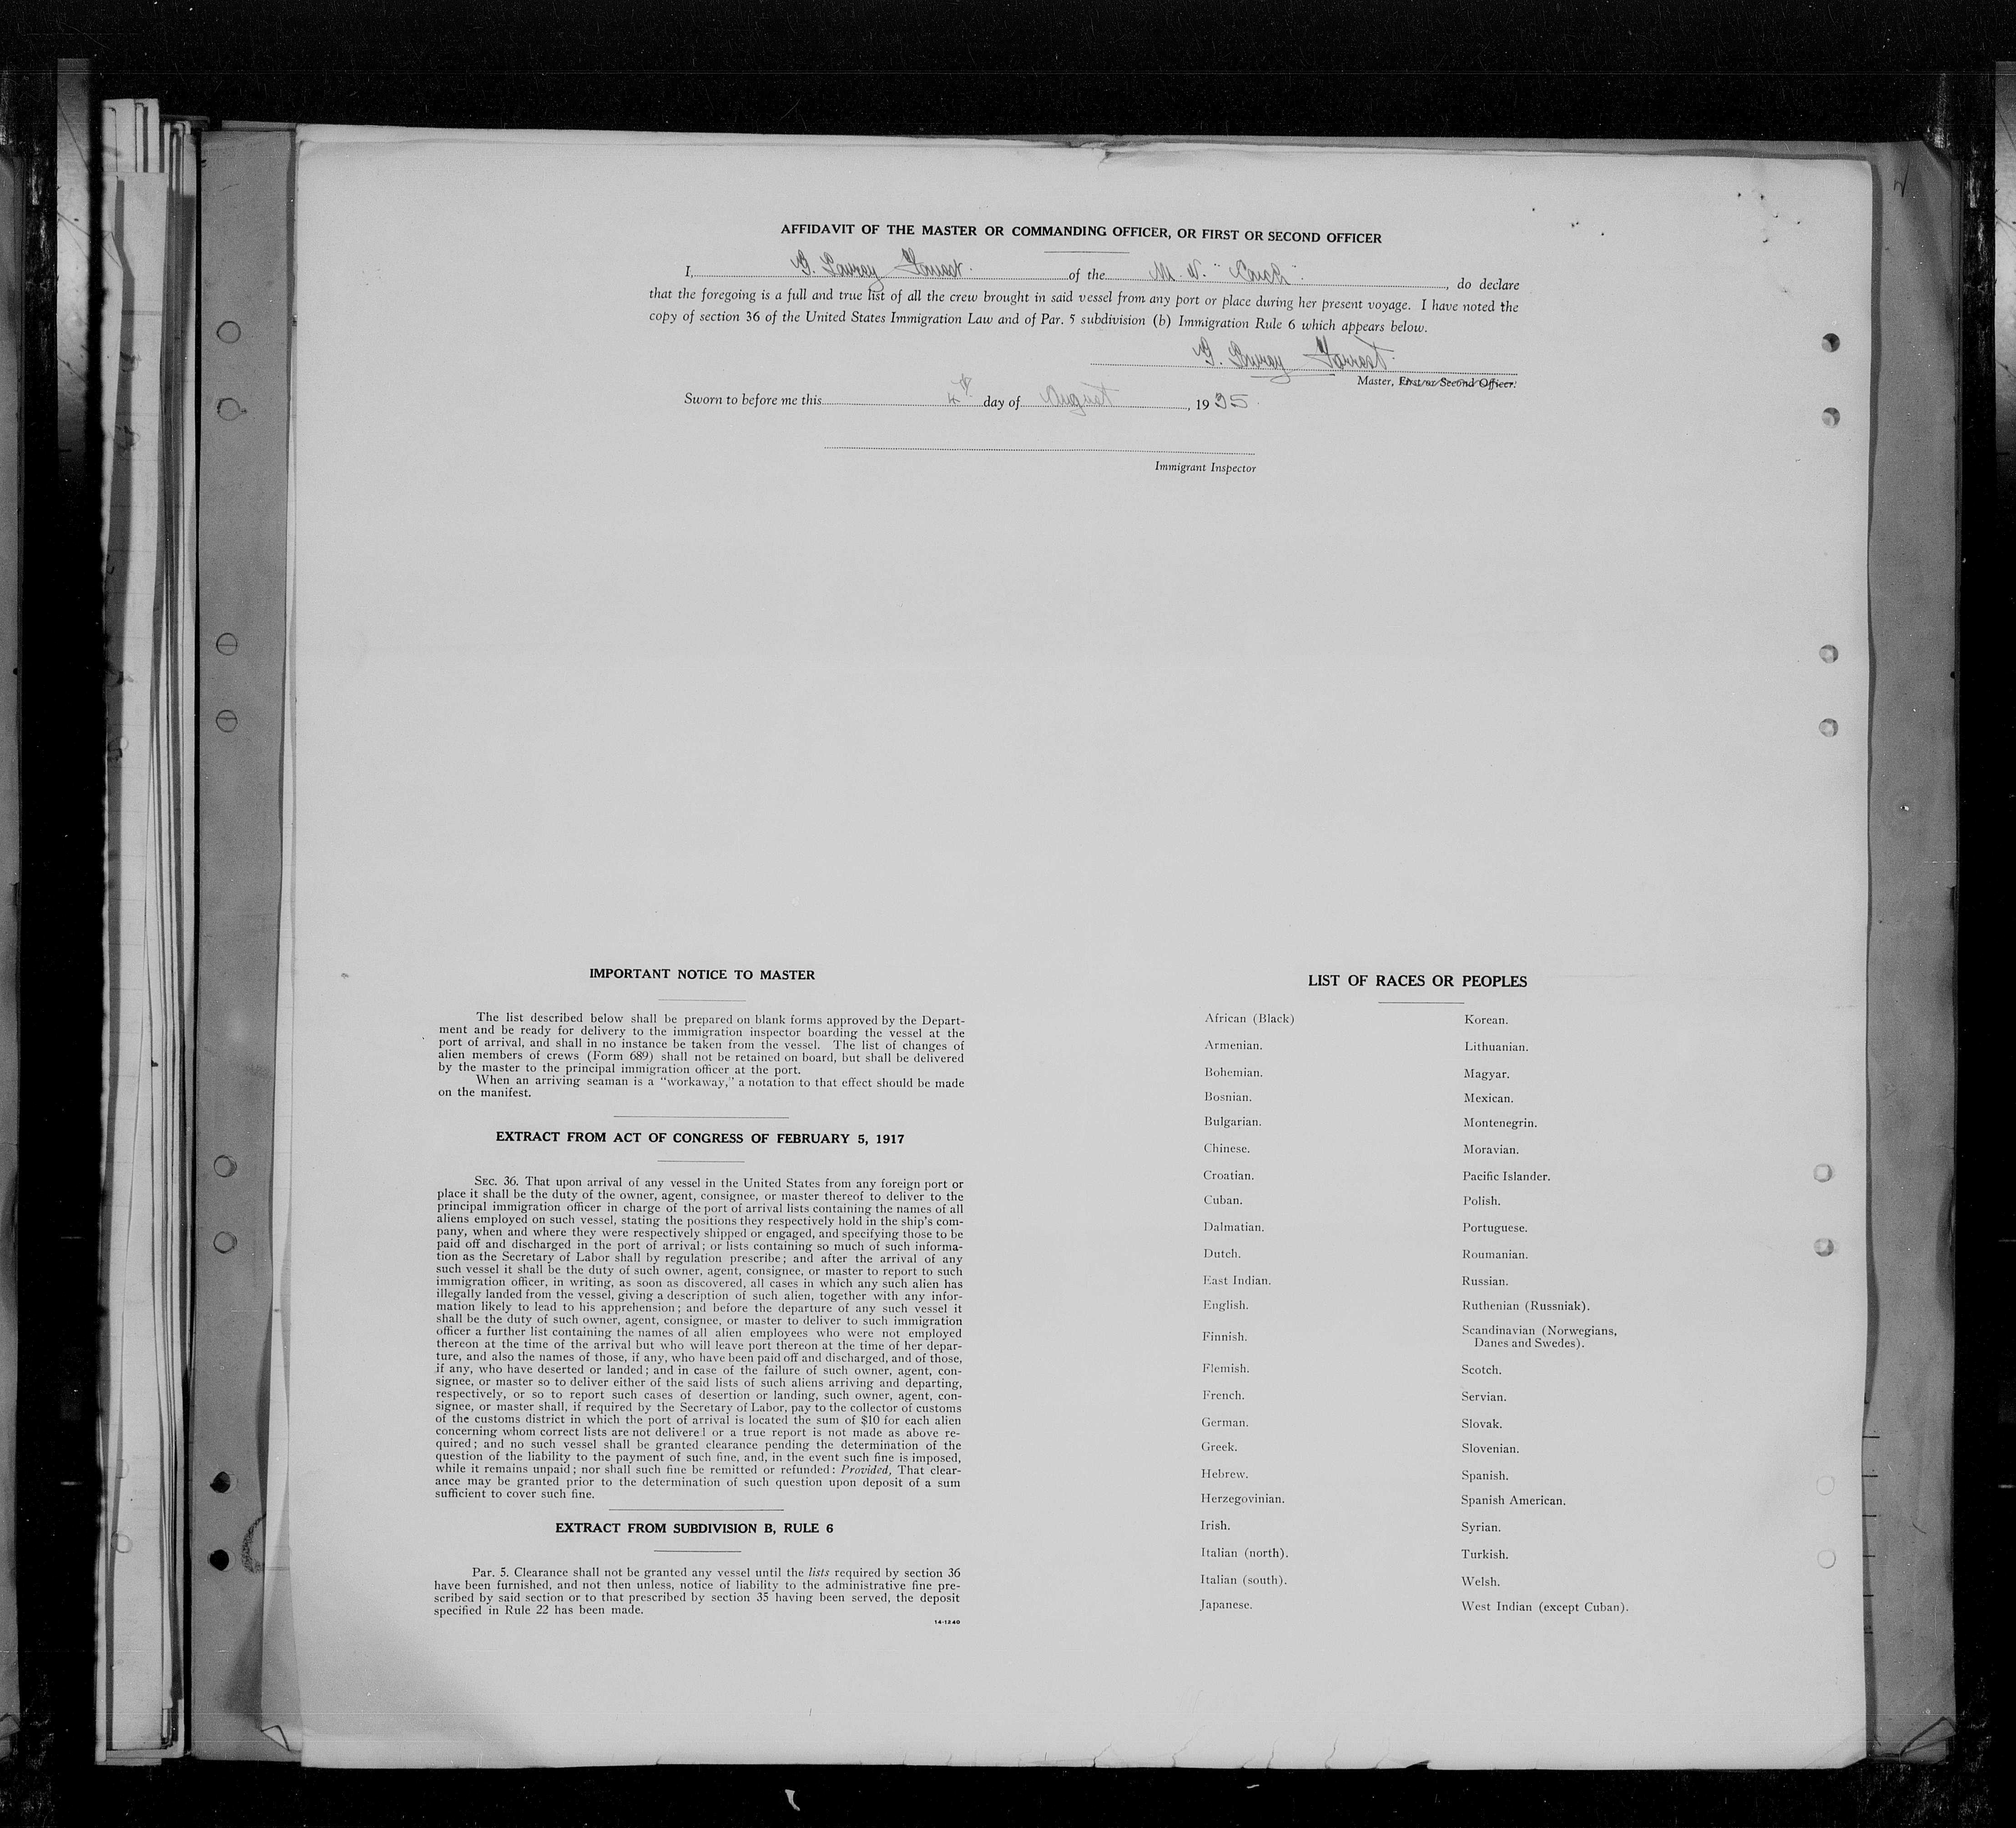 AFFIDAVIT OF THE MASTER OR COMMANDING OFFICER, OR FIRST OR SECOND OFFICER
I, G. Forrest of the M. V. , do declare
that the foregoing is a full and true list of all the crew brought in said vessel from any port or place during her present voyage. I have noted the
copy of section 36 of the United States Immigration Law and of Par. 5 subdivision (b) Immigration Rule 6 which appears below.
G. Forrest
Master, First or Second Officer.
Sworn to before me this 4th day of August, 1935
Immigrant Inspector
IMPORTANT NOTICE TO MASTER
The list described below shall be prepared on blank forms approved by the Depart-
ment and be ready for delivery to the immigration inspector boarding the vessel at the
port of arrival, and shall in no instance be taken from the vessel. The list of changes of
alien members of crews (Form 689) shall not be retained on board, but shall be delivered
by the master to the principal immigration officer at the port.
When an arriving seaman is a "workaway," a notation to that effect should be made
on the manifest.
EXTRACT FROM ACT OF CONGRESS OF FEBRUARY 5, 1917
SEC. 36. That upon arrival of any vessel in the United States from any foreign port or
place it shall be the duty of the owner, agent, consignee, or master thereof to deliver to the
principal immigration officer in charge of the port of arrival lists containing the names of all
aliens employed on such vessel, stating the positions they respectively hold in the ship's com-
pany, when and where they were respectively shipped or engaged, and specifying those to be
paid off and discharged in the port of arrival; or lists containing so much of such informa-
tion as the Secretary of Labor shall by regulation prescribe; and after the arrival of any
such vessel it shall be the duty of such owner, agent, consignee, or master to report to such
immigration officer, in writing, as soon as discovered, all cases in which any such alien has
illegally landed from the vessel, giving a description of such alien, together with any infor-
mation likely to lead to his apprehension; and before the departure of any such vessel it
shall be the duty of such owner, agent, consignee, or master to deliver to such immigration
officer a further list containing the names of all alien employees who were not employed
thereon at the time of the arrival but who will leave port thereon at the time of her depar-
ture, and also the names of those, if any, who have been paid off and discharged, and of those,
if any, who have deserted or landed; and in case of the failure of such owner, agent, con-
signee, or master so to deliver either of the said lists of such aliens arriving and departing,
respectively, or so to report such cases of desertion or landing, such owner, agent, con-
signee, or master shall, if required by the Secretary of Labor, pay to the collector of customs
of the customs district in which the port of arrival is located the sum of $10 for each alien
concerning whom correct lists are not delivered or a true report is not made as above re-
quired; and no such vessel shall be granted clearance pending the determination of the
question of the liability to the payment of such fine, and, in the event such fine is imposed,
while it remains unpaid; nor shall such fine be remitted or refunded: Provided, That clear-
ance may be granted prior to the determination of such question upon deposit of a sum
sufficient to cover such fine.
EXTRACT FROM SUBDIVISION B, RULE 6
Par. 5. Clearance shall not be granted any vessel until the lists required by section 36
have been furnished, and not then unless, notice of liability to the administrative fine pre-
scribed by said section or to that prescribed by section 35 having been served, the deposit
specified in Rule 22 has been made.
14-1240
LIST OF RACES OR PEOPLES
African (Black)
Armenian.
Bohemian.
Bosnian.
Bulgarian.
Chinese.
Croatian.
Cuban.
Dalmatian.
Dutch.
East Indian.
English.
Finnish.
Flemish.
French.
German.
Greek.
Hebrew.
Herzegovinian.
Irish.
Italian (north).
Italian (south).
Japanese.
Korean.
Lithuanian.
Magyar.
Mexican.
Montenegrin.
Moravian.
Pacific Islander.
Polish.
Portuguese.
Roumanian.
Russian.
Ruthenian (Russniak).
Scandinavian (Norwegians,
Danes and Swedes).
Scotch.
Servian.
Slovak.
Slovenian.
Spanish.
Spanish American.
Syrian.
Turkish.
Welsh.
West Indian (except Cuban).